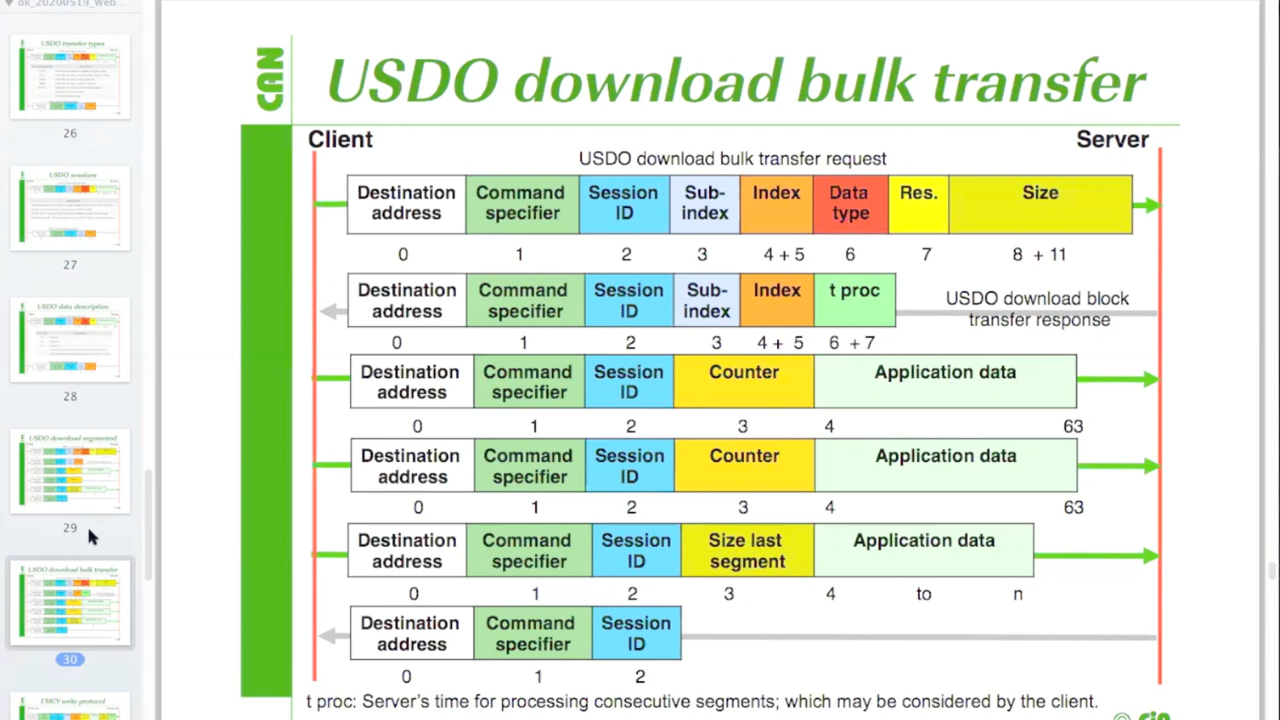 ok_20200519_Web...
USDO transfer types
26
USDO sessions
27
USDO data description
28
USDO download segmented
29
USDO download bulk transfer
30
EMCY write protocol
CAN
USDO download bulk transfer
Client
Server
USDO download bulk transfer request
Destination address
Command specifier
Session ID
Sub-index
Index
Data type
Res.
Size
0 1 2 3 4 + 5 6 7 8 + 11
Destination address
Command specifier
Session ID
Sub-index
Index
t proc
USDO download block
transfer response
0 1 2 3 4 + 5 6 + 7
Destination address
Command specifier
Session ID
Counter
Application data
0 1 2 3 4 63
Destination address
Command specifier
Session ID
Counter
Application data
0 1 2 3 4 63
Destination address
Command specifier
Session ID
Size last segment
Application data
0 1 2 3 4 to n
Destination address
Command specifier
Session ID
0 1 2
t proc: Server's time for processing consecutive segments; which may be considered by the client.
© CiA